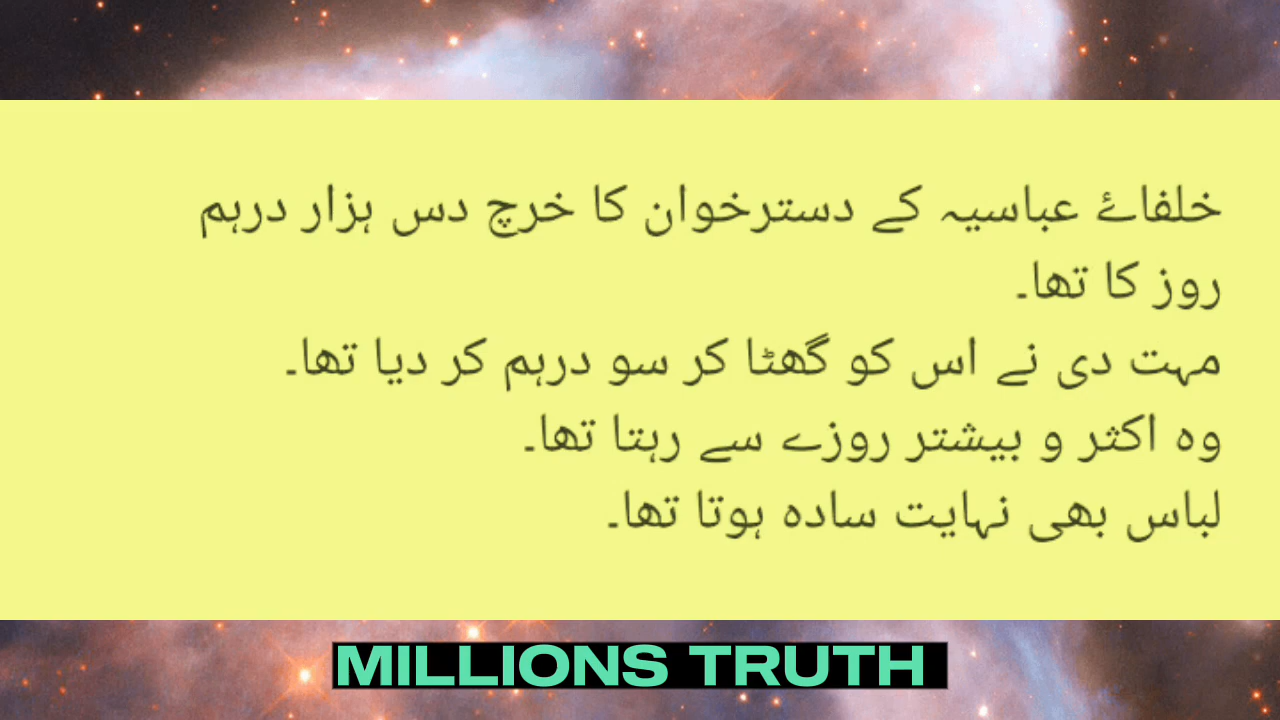 خلفائے عباسیہ کے دسترخوان کا خرچ دس ہزار درہم
روز کا تھا۔
مہت دی نے اس کو گھٹا کر سو درہم کر دیا تھا۔
وہ اکثر و بیشتر روزے سے رہتا تھا۔
لباس بھی نہایت سادہ ہوتا تھا۔
MILLIONS TRUTH